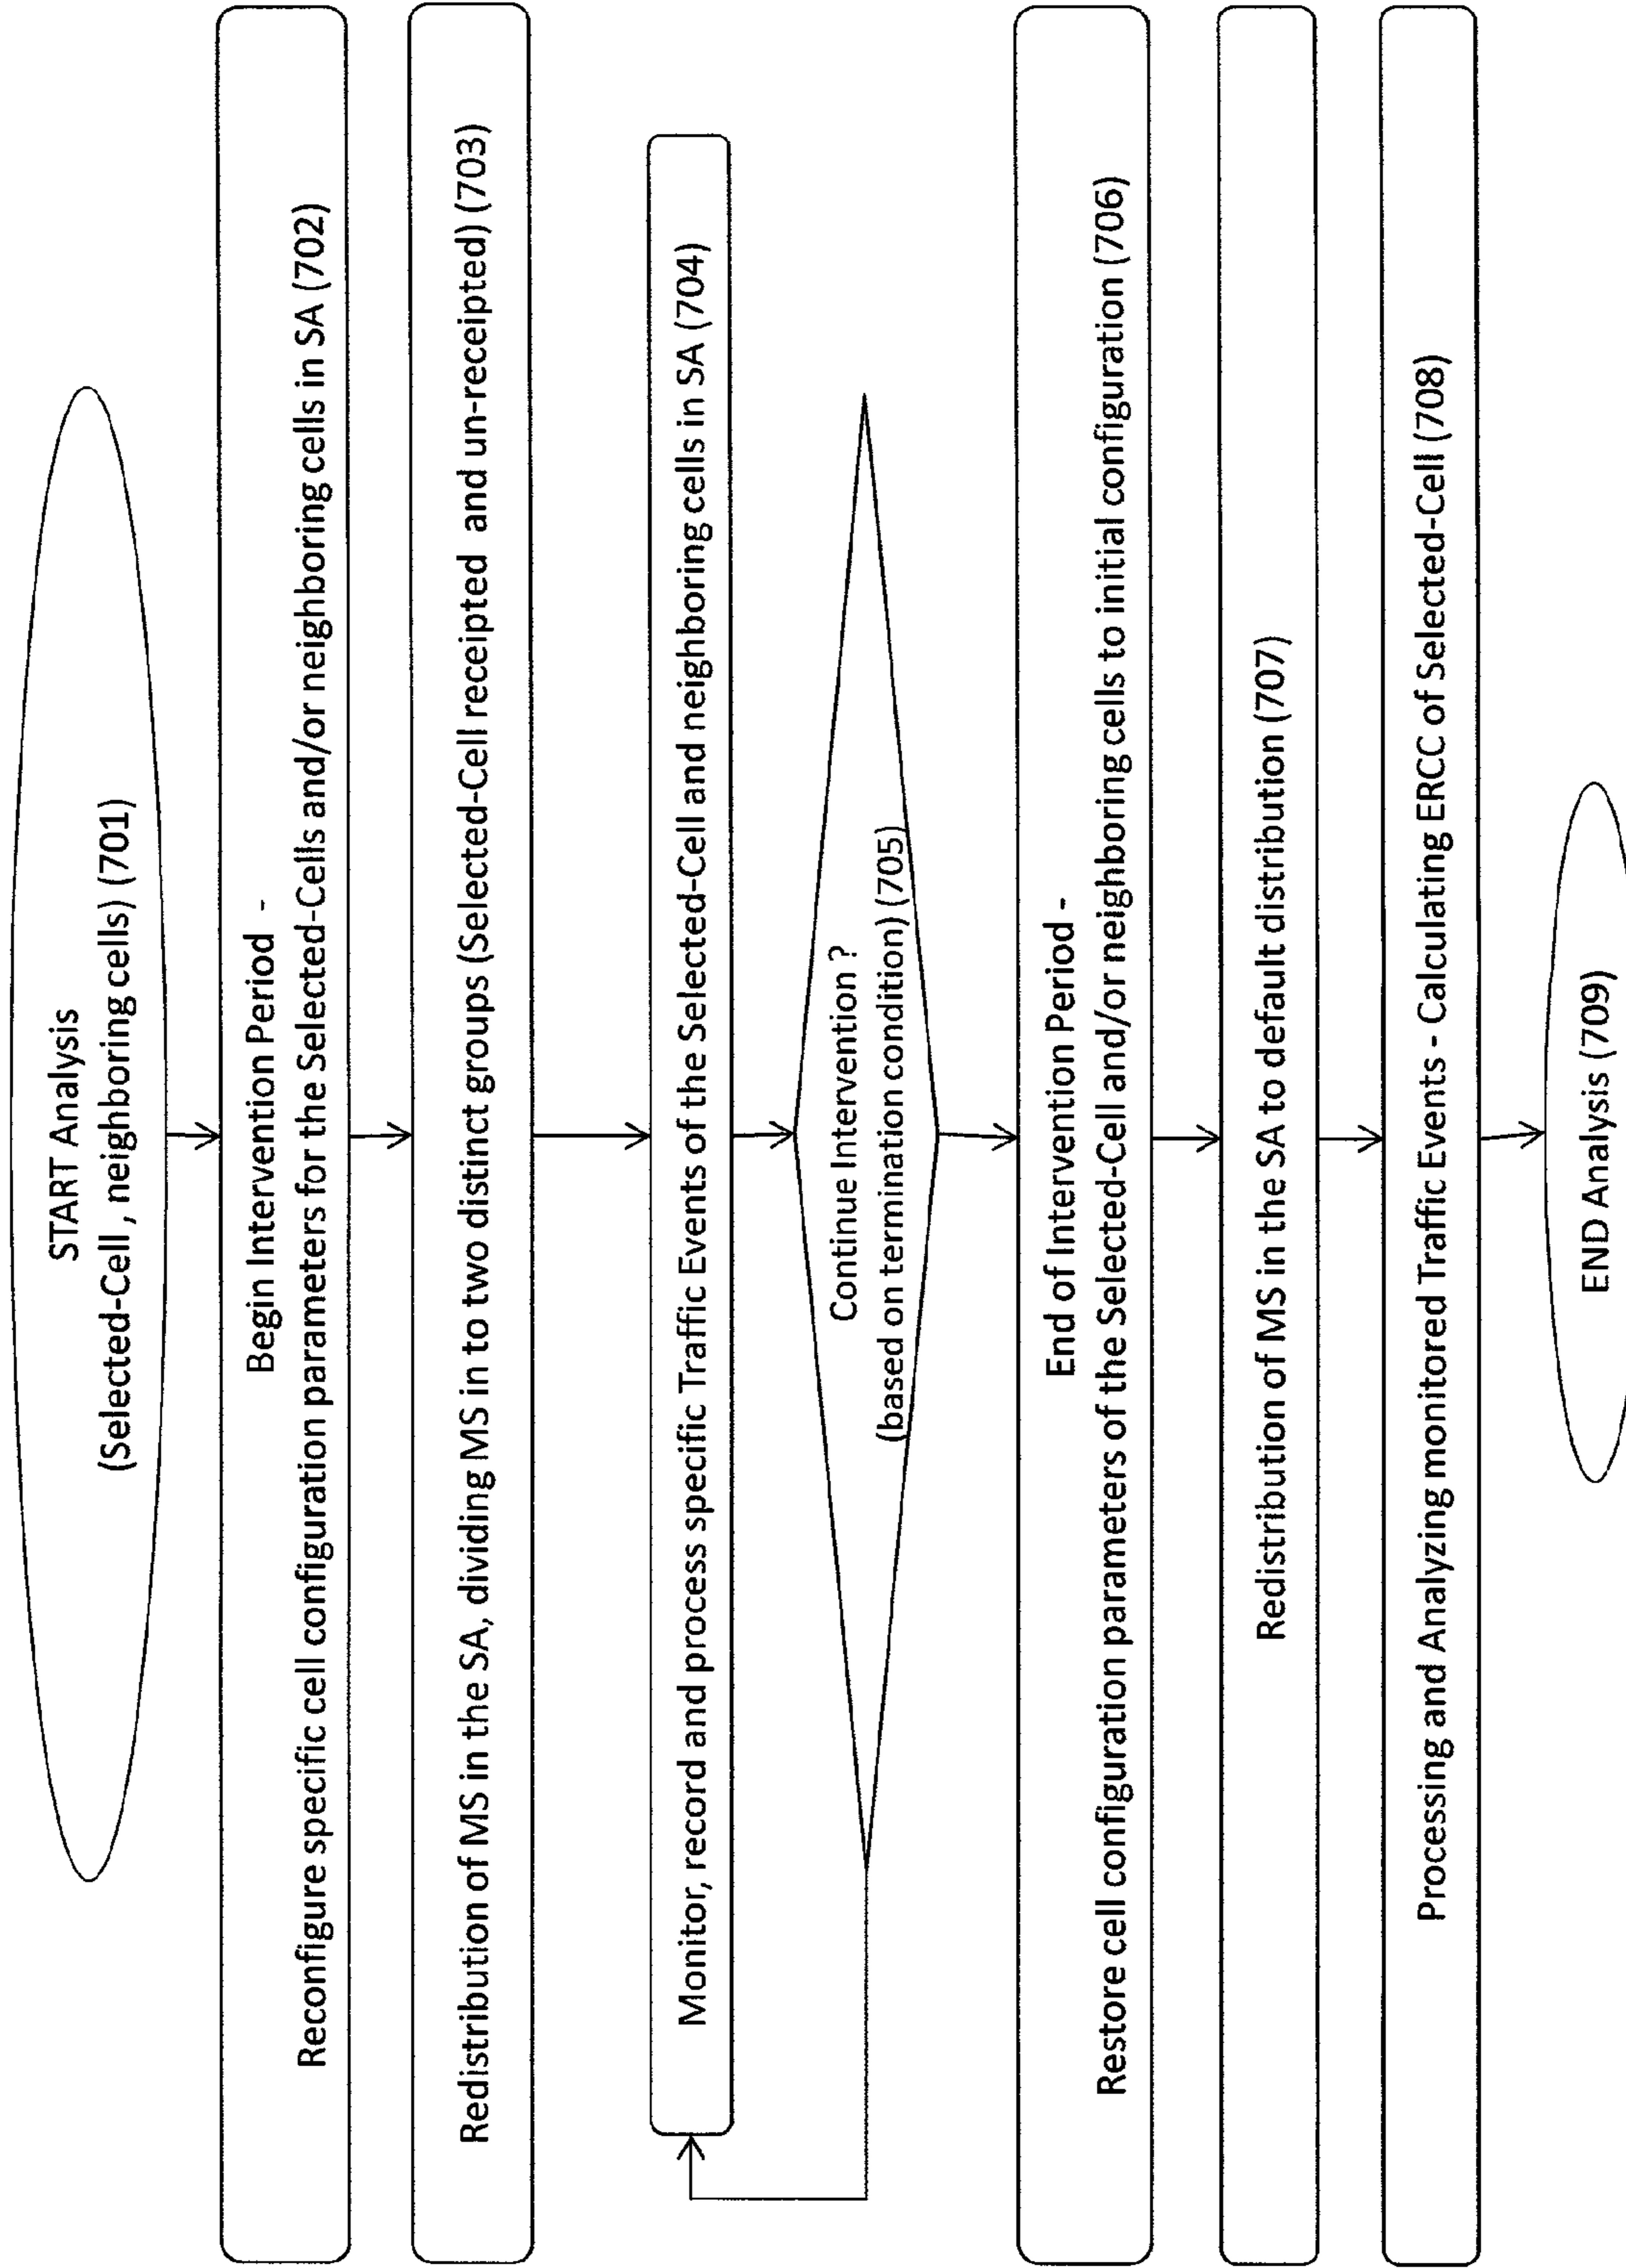 START Analysis
(Selected-Cell , neighboring cells) (701)
Begin Intervention Period -
Reconfigure specific cell configuration parameters for the Selected-Cells and/or neighboring cells in SA (702)
Redistribution of MS in the SA, dividing MS in to two distinct groups (Selected-Cell receipted and un-receipted) (703)
Monitor, record and process specific Traffic Events of the Selected-Cell and neighboring cells in SA (704)
Continue Intervention ?
(based on termination condition) (705)
End of Intervention Period -
Restore cell configuration parameters of the Selected-Cell and/or neighboring cells to initial configuration (706)
Redistribution of MS in the SA to default distribution (707)
Processing and Analyzing monitored Traffic Events - Calculating ERCC of Selected-Cell (708)
END Analysis (709)